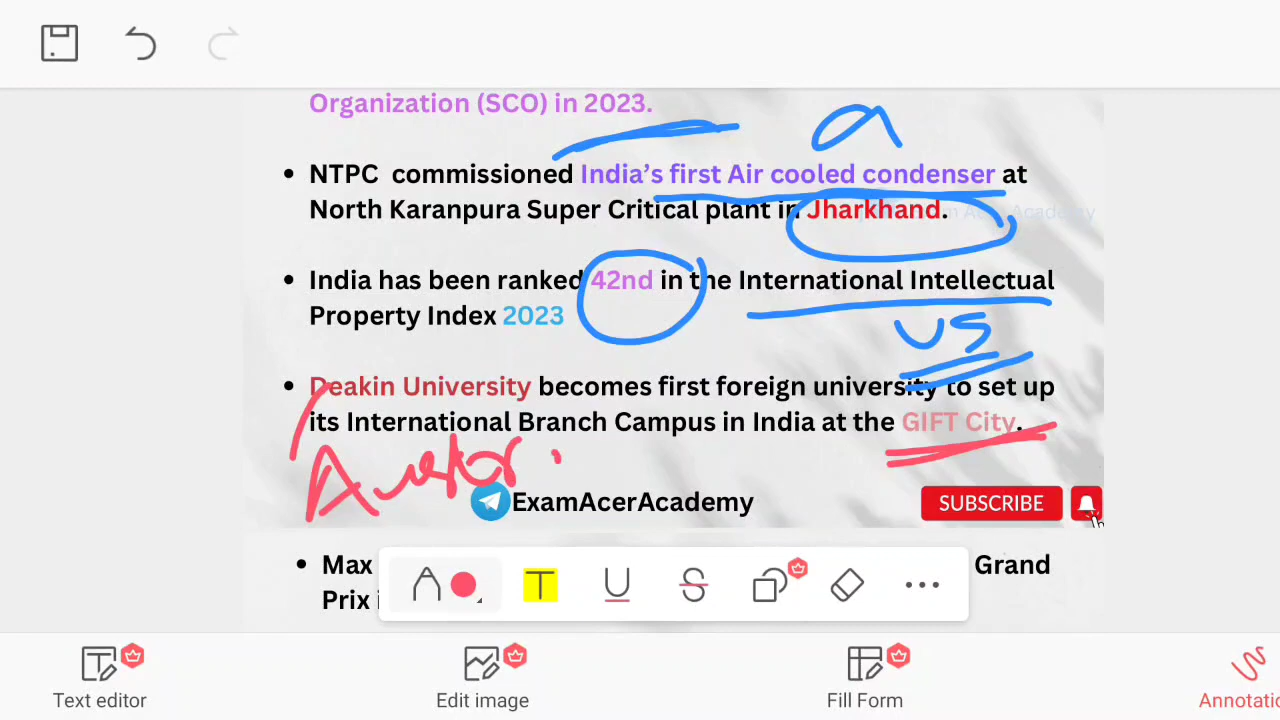 Organization (SCO) in 2023.
a
• NTPC commissioned India's first Air cooled condenser at
North Karanpura Super Critical plant in Jharkhand.
• India has been ranked 42nd in the International Intellectual
Property Index 2023
US
• Deakin University becomes first foreign university to set up
its International Branch Campus in India at the GIFT City.
ExamAcerAcademy
SUBSCRIBE
• Max Grand
Prix i
T
U
S
Text editor
Edit image
Fill Form
Annotatio